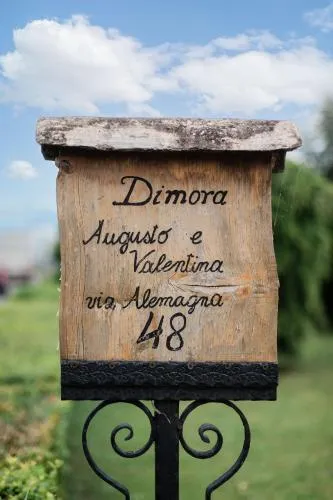 Dimora
Augusto e
Valentina
via Alemagna
48